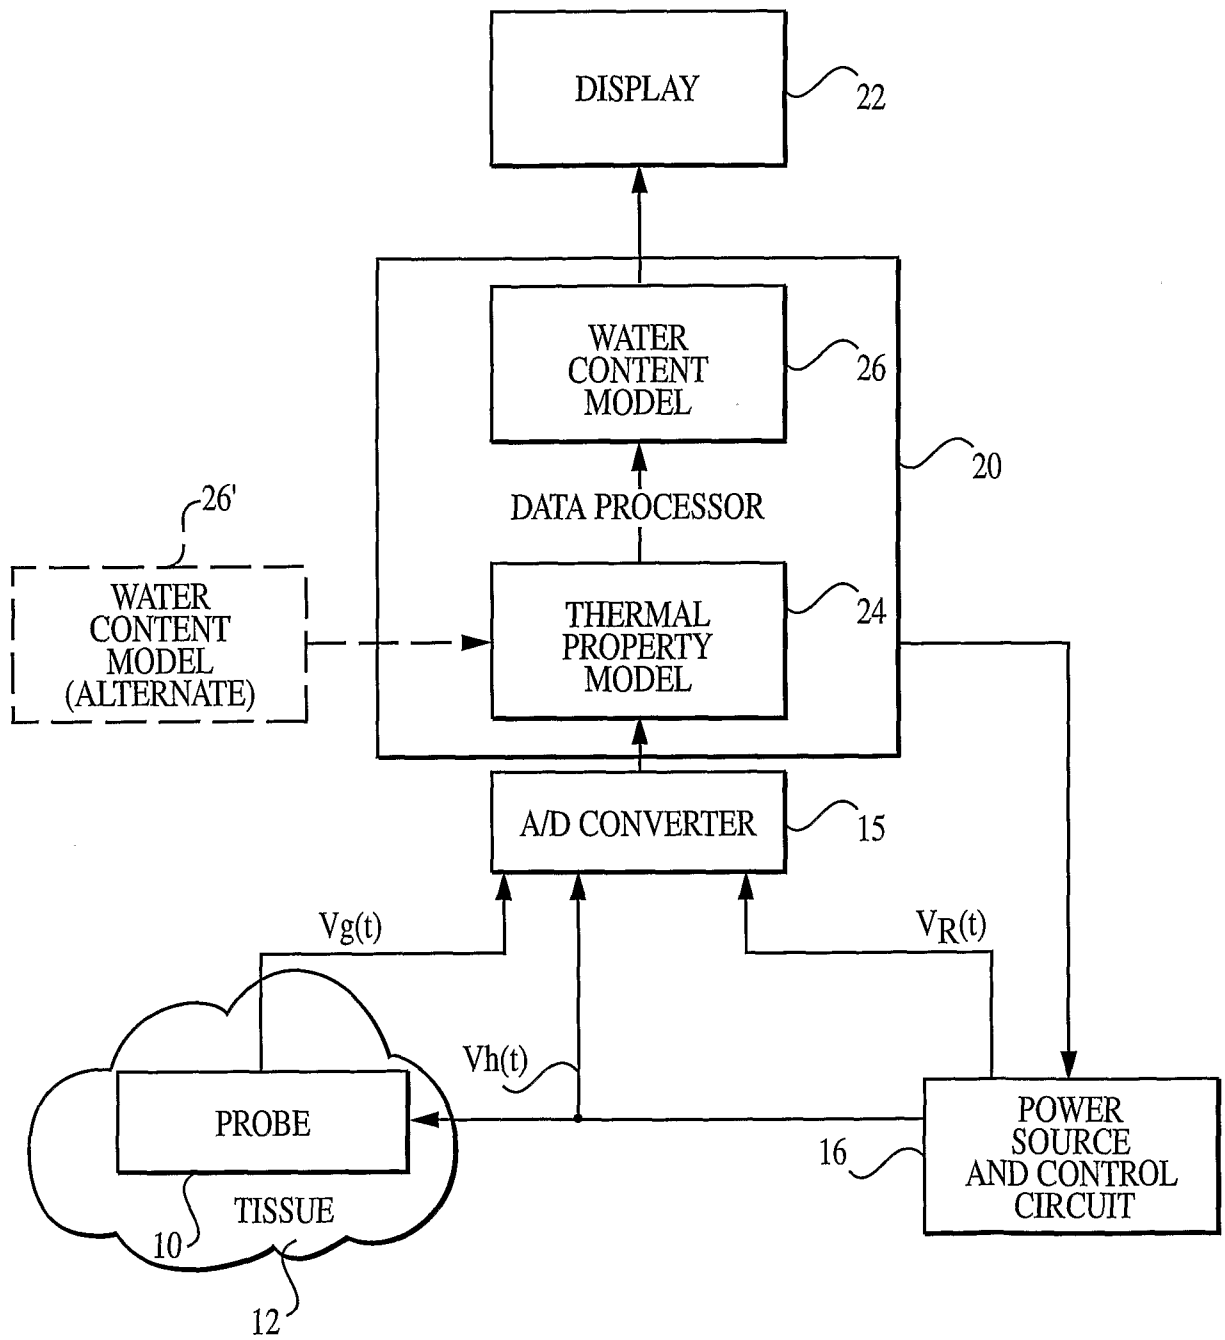 DISPLAY
22
WATER
CONTENT
MODEL
26
20
DATA PROCESSOR
26'
WATER
CONTENT
MODEL
(ALTERNATE)
THERMAL
PROPERTY
MODEL
24
A/D CONVERTER
15
Vg(t)
VR(t)
Vh(t)
PROBE
10
TISSUE
12
16
POWER
SOURCE
AND CONTROL
CIRCUIT